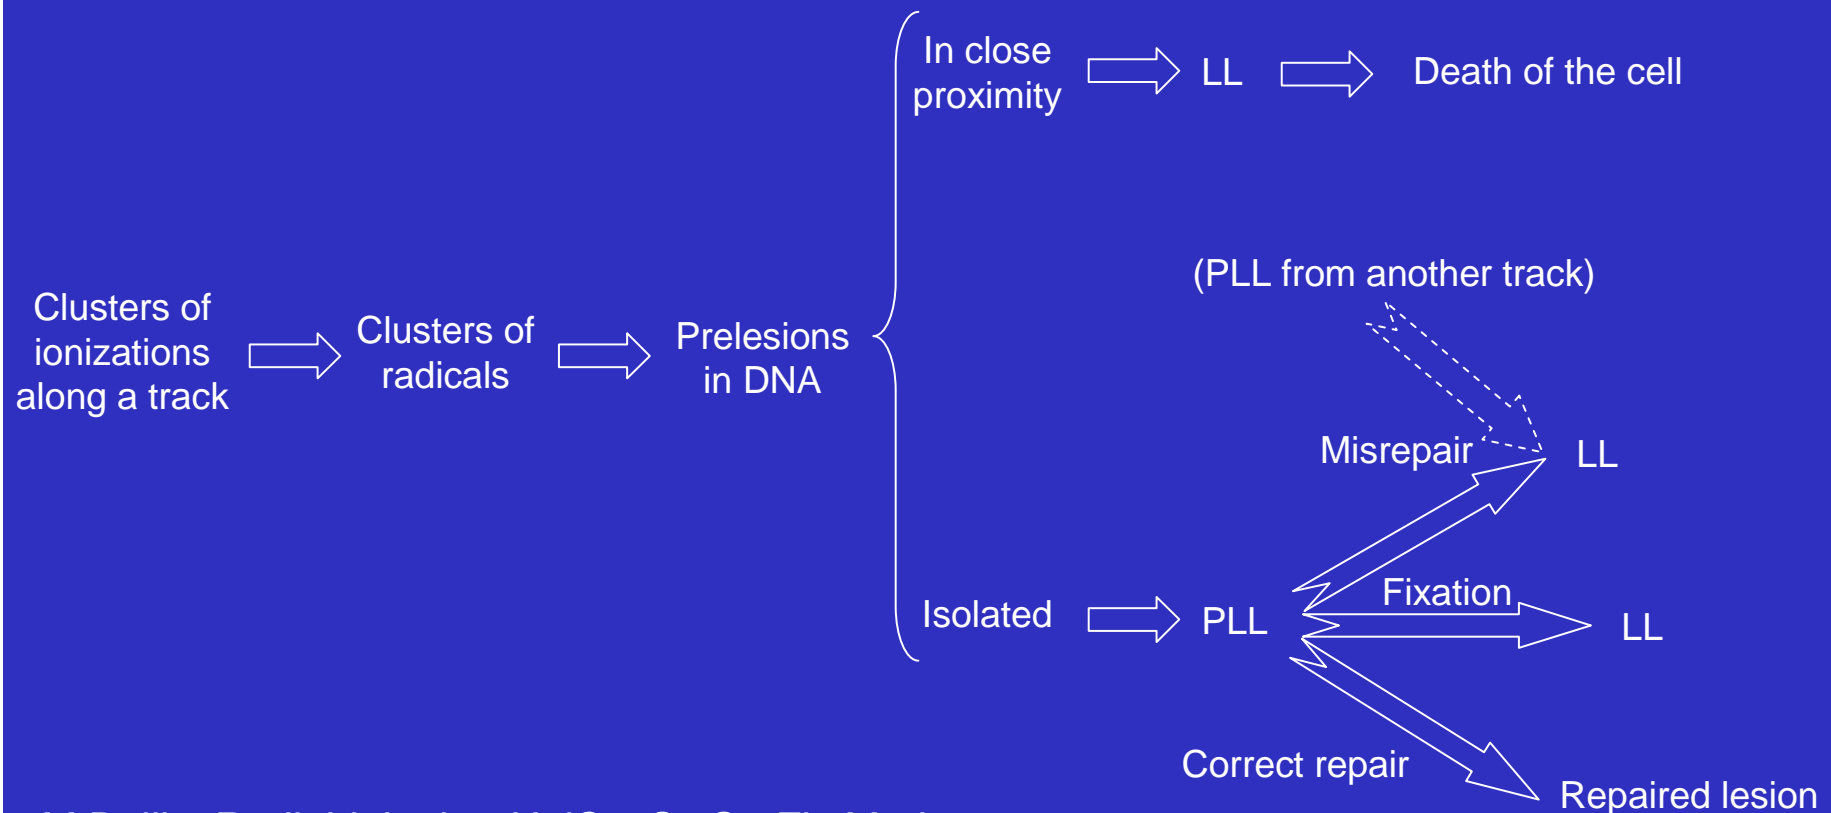 In close
proximity
LL
Death of the cell
(PLL from another track)
Clusters of
ionizations
along a track
Clusters of
radicals
Prelesions
in DNA
Misrepair
LL
Isolated
PLL
Fixation
LL
Correct repair
Repaired lesion